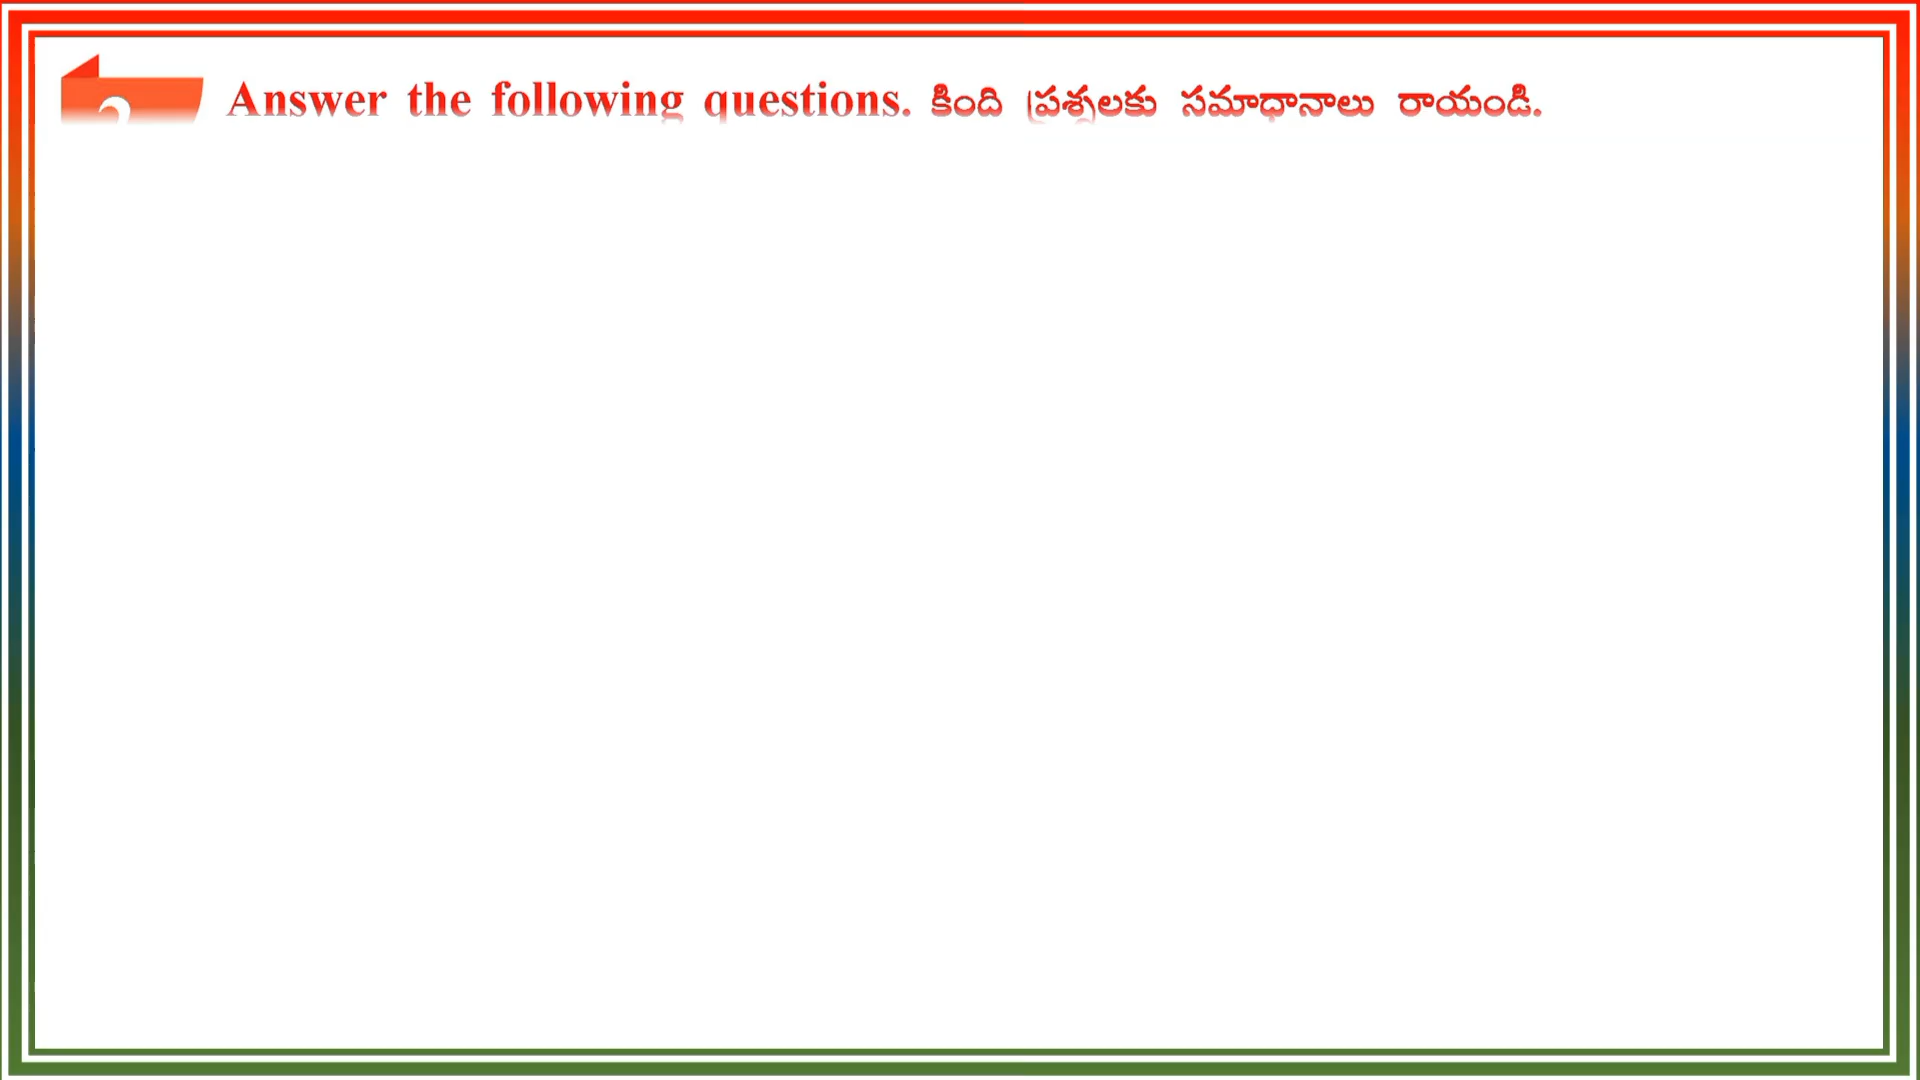 Answer the following questions. కింది ప్రశ్నలకు సమాధానాలు రాయండి.